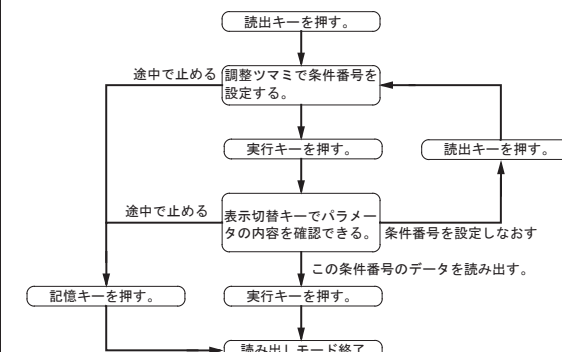 読出キーを押す。
途中で止める
調整ツマミで条件番号を
設定する。
実行キーを押す。
読出キーを押す。
途中で止める
表示切替キーでパラメー
タの内容を確認できる。
条件番号を設定しなおす
この条件番号のデータを読み出す。
記憶キーを押す。
実行キーを押す。
読み出しモード終了